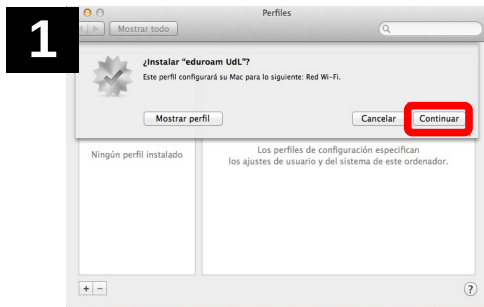 1
Perfiles
Mostrar todo
¿Instalar "eduroam UdL"?
Este perfil configurará su Mac para lo siguiente: Red Wi-Fi.
Mostrar perfil
Cancelar
Continuar
Ningún perfil instalado
Los perfiles de configuración especifican
los ajustes de usuario y del sistema de este ordenador.
+ −
?